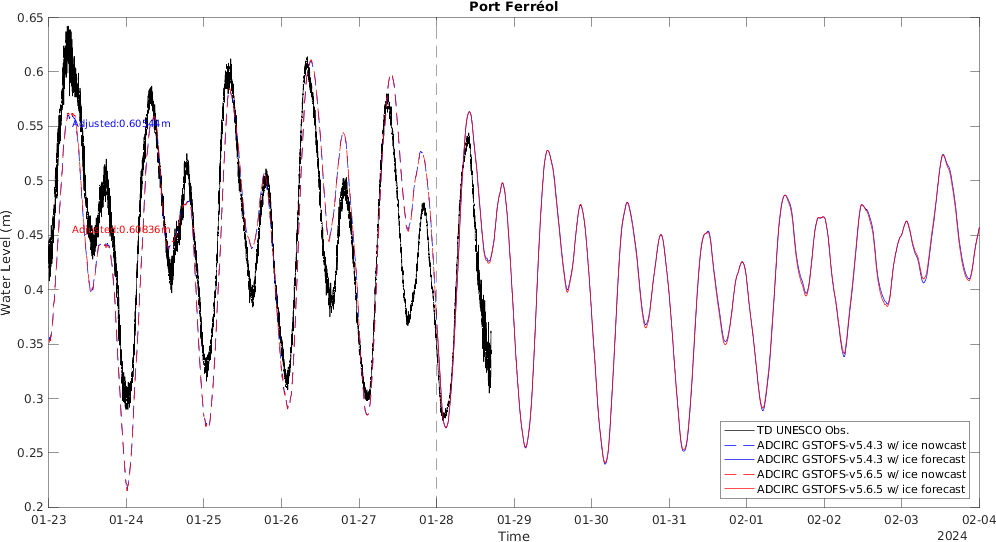 Port Ferréol
Water Level (m)
0.65
0.6
0.55
0.5
0.45
0.4
0.35
0.3
0.25
0.2
Adjusted:0.60544m
Adjusted:0.60836m
TD UNESCO Obs.
ADCIRC GSTOFS-v5.4.3 w/ ice nowcast
ADCIRC GSTOFS-v5.4.3 w/ ice forecast
ADCIRC GSTOFS-v5.6.5 w/ ice nowcast
ADCIRC GSTOFS-v5.6.5 w/ ice forecast
01-23 01-24 01-25 01-26 01-27 01-28 01-29 01-30 01-31 02-01 02-02 02-03 02-04
Time
2024